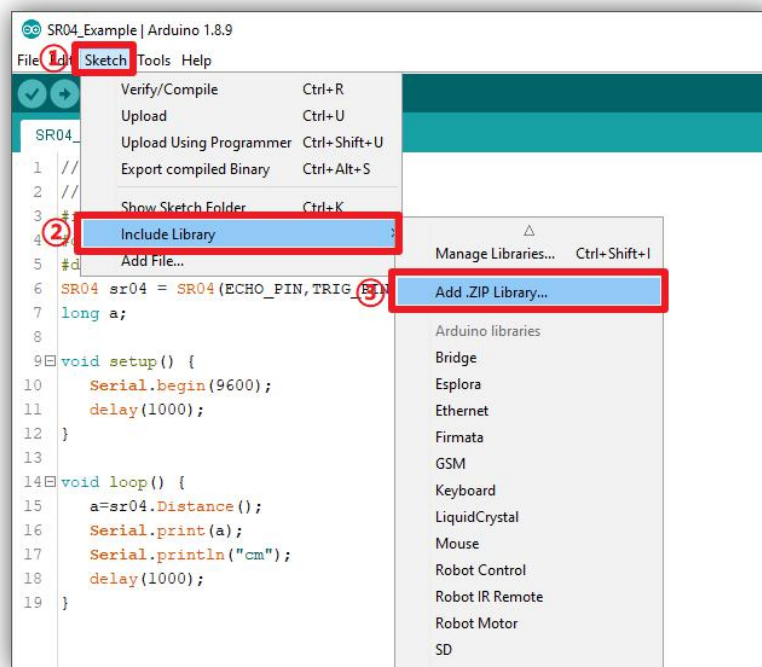 SR04_Example | Arduino 1.8.9
File Edit Sketch Tools Help
①
Verify/Compile Ctrl+R
Upload Ctrl+U
Upload Using Programmer Ctrl+Shift+U
Export compiled Binary Ctrl+Alt+S
Show Sketch Folder Ctrl+K
② Include Library
Add File...
Manage Libraries... Ctrl+Shift+I
③ Add .ZIP Library...
Arduino libraries
Bridge
Esplora
Ethernet
Firmata
GSM
Keyboard
LiquidCrystal
Mouse
Robot Control
Robot IR Remote
Robot Motor
SD
SR04_
1 //
2 //
3 #i
4 #d
5 #d
6 SR04 sr04 = SR04(ECHO_PIN,TRIG_PIN
7 long a;
8
9 void setup() {
10 Serial.begin(9600);
11 delay(1000);
12 }
13
14 void loop() {
15 a=sr04.Distance();
16 Serial.print(a);
17 Serial.println("cm");
18 delay(1000);
19 }